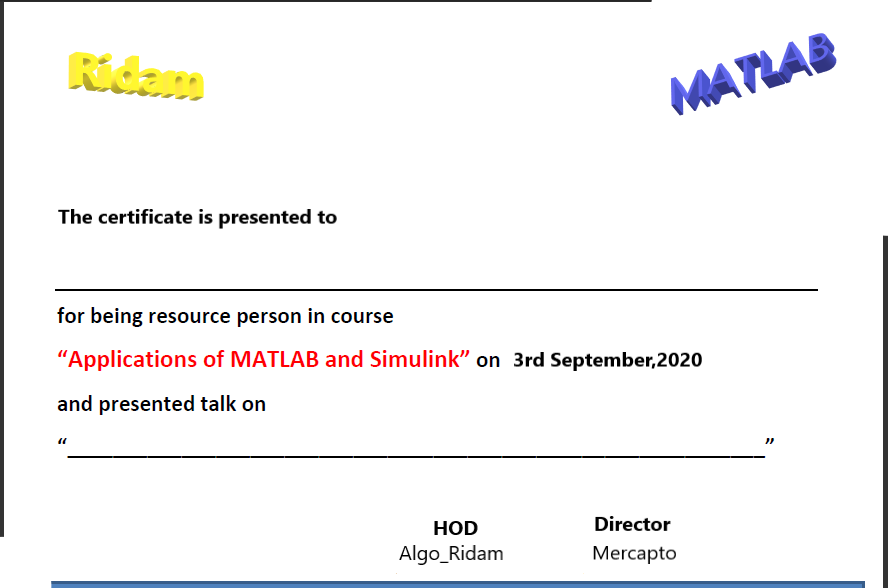 Ridam
MATLAB
The certificate is presented to
for being resource person in course
“Applications of MATLAB and Simulink” on 3rd September,2020
and presented talk on
“ ”
HOD Director
Algo_Ridam Mercapto